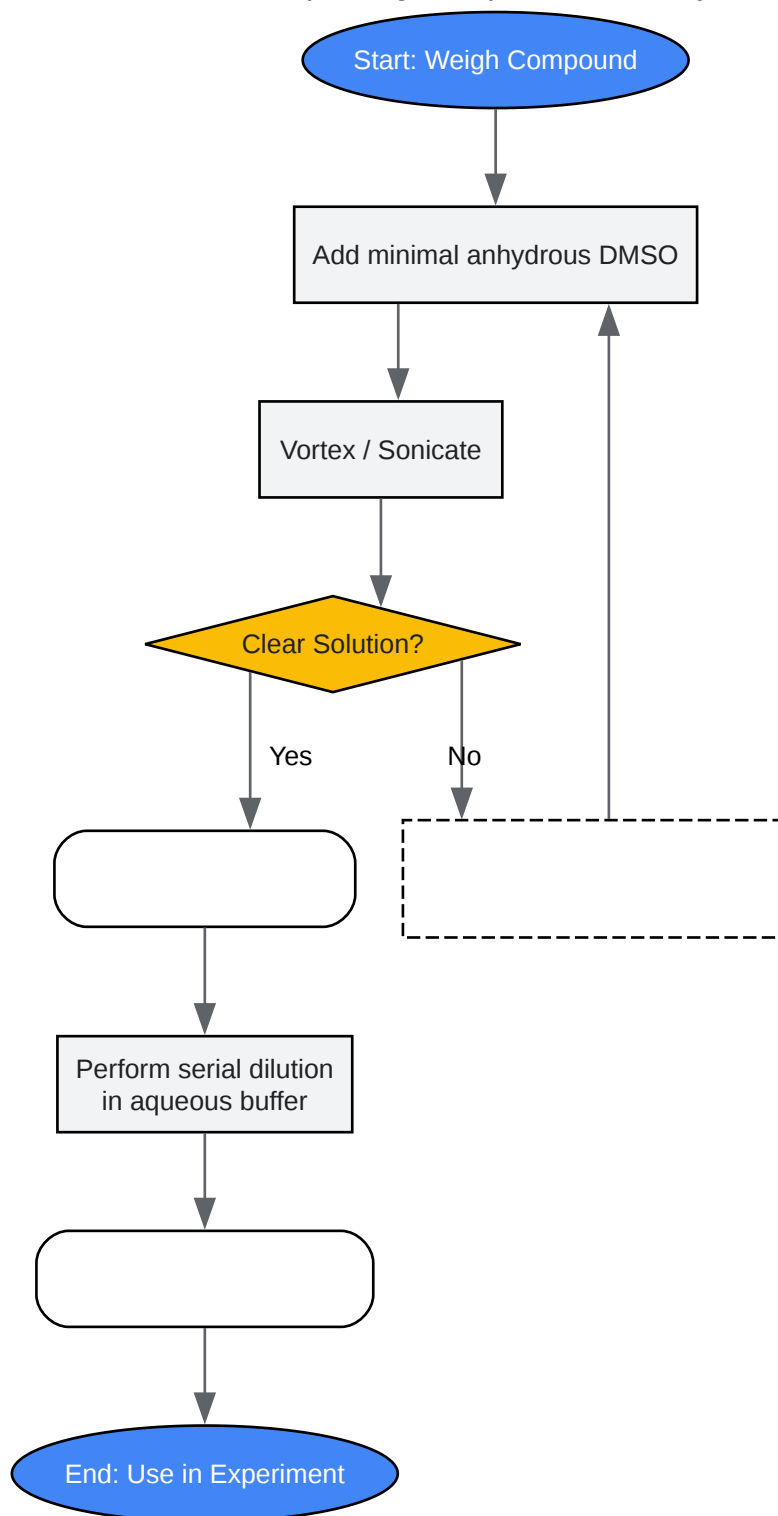 Start: Weigh Compound
Add minimal anhydrous DMSO
Vortex / Sonicate
Clear Solution?
Yes
No
Perform serial dilution
in aqueous buffer
End: Use in Experiment